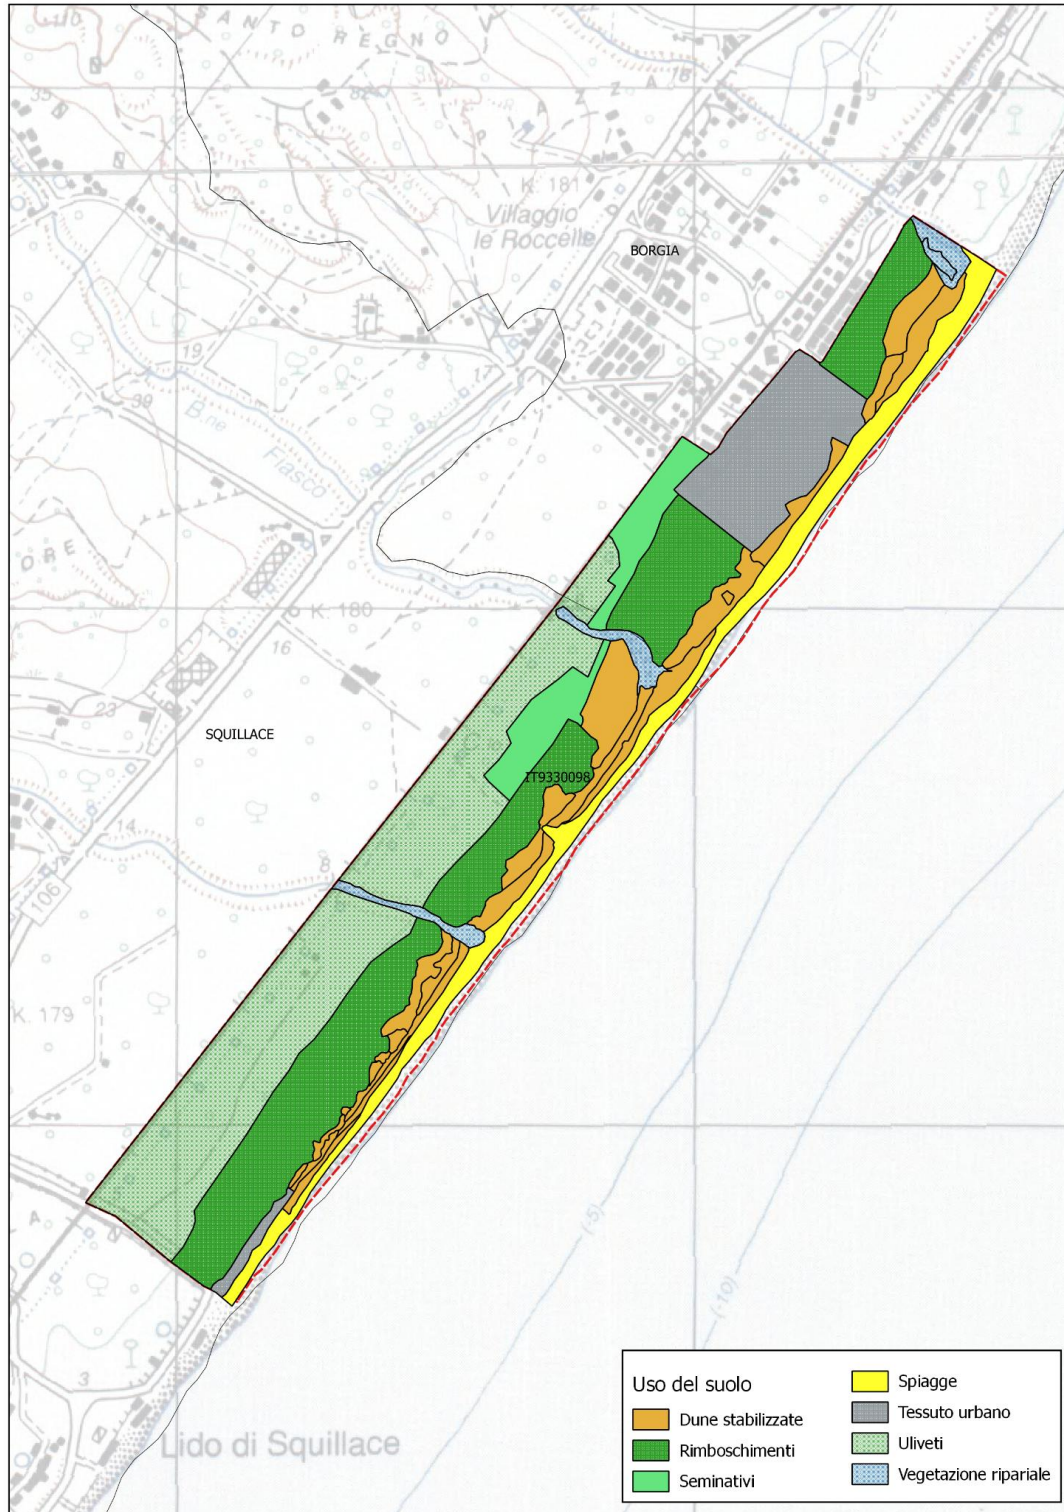 SANTO REGNO
K. 181
Villaggio
le Roccelle
BORGIA
19
17
39
Fiasco
K. 180
16
23
SQUILLACE
IT9330098
14
8
106
K. 179
(-5)
(-10)
3
Lido di Squillace
Uso del suolo
Dune stabilizzate
Rimboschimenti
Seminativi
Spiagge
Tessuto urbano
Uliveti
Vegetazione ripariale